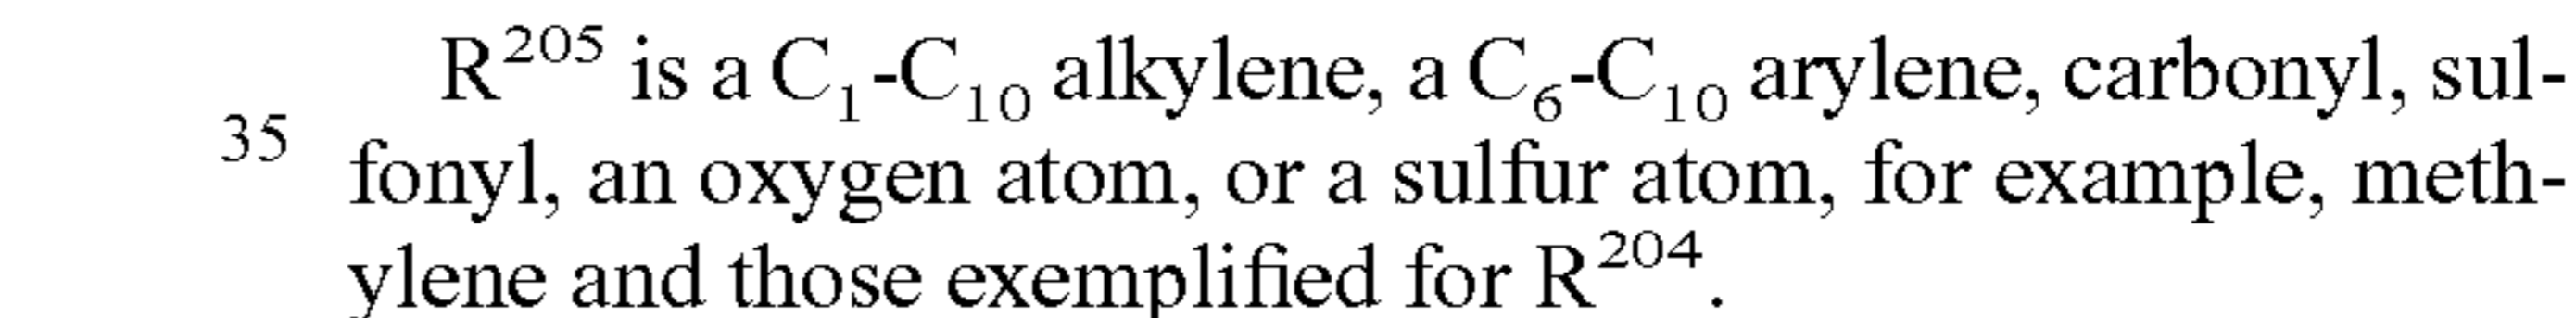 R²⁰⁵ is a C₁-C₁₀ alkylene, a C₆-C₁₀ arylene, carbonyl, sul-
35 fonyl, an oxygen atom, or a sulfur atom, for example, meth-
ylene and those exemplified for R²⁰⁴.